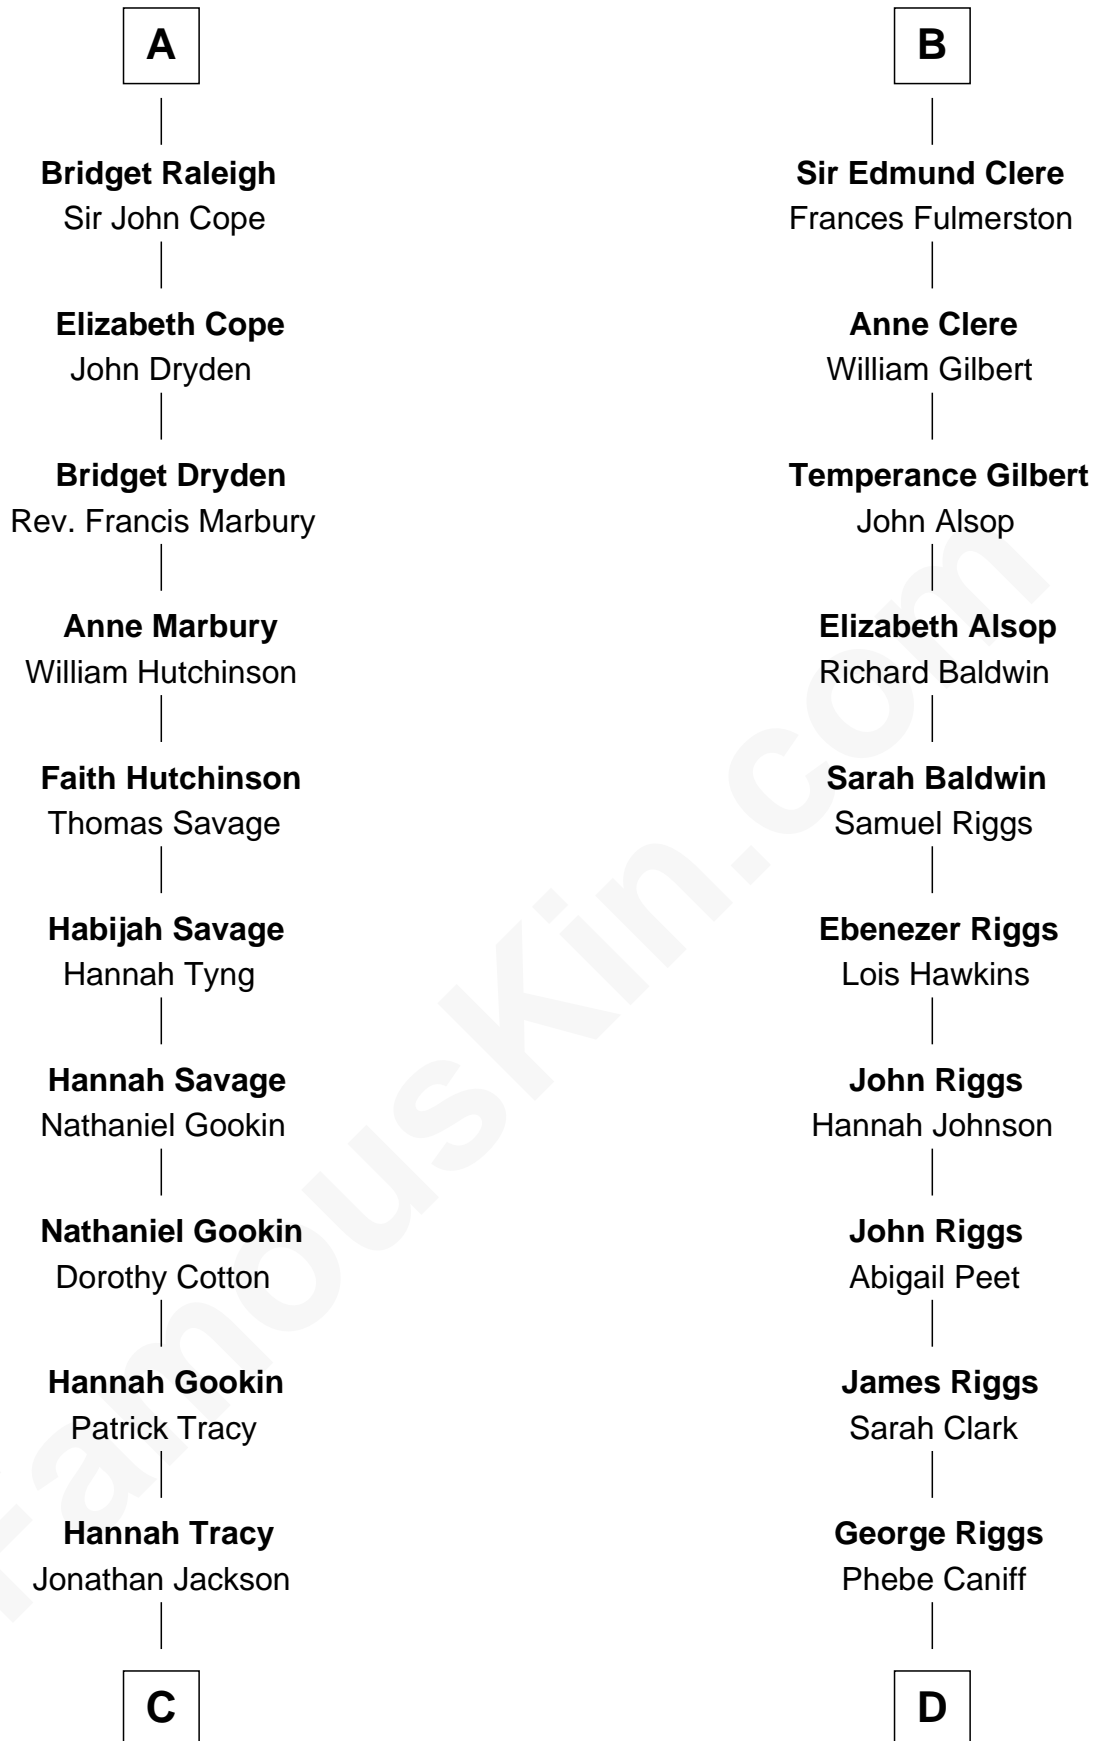 A
Bridget Raleigh
Sir John Cope
Elizabeth Cope
John Dryden
Bridget Dryden
Rev. Francis Marbury
Anne Marbury
William Hutchinson
Faith Hutchinson
Thomas Savage
Habijah Savage
Hannah Tyng
Hannah Savage
Nathaniel Gookin
Nathaniel Gookin
Dorothy Cotton
Hannah Gookin
Patrick Tracy
Hannah Tracy
Jonathan Jackson
C
B
Sir Edmund Clere
Frances Fulmerston
Anne Clere
William Gilbert
Temperance Gilbert
John Alsop
Elizabeth Alsop
Richard Baldwin
Sarah Baldwin
Samuel Riggs
Ebenezer Riggs
Lois Hawkins
John Riggs
Hannah Johnson
John Riggs
Abigail Peet
James Riggs
Sarah Clark
George Riggs
Phebe Caniff
D
FamousKin.com